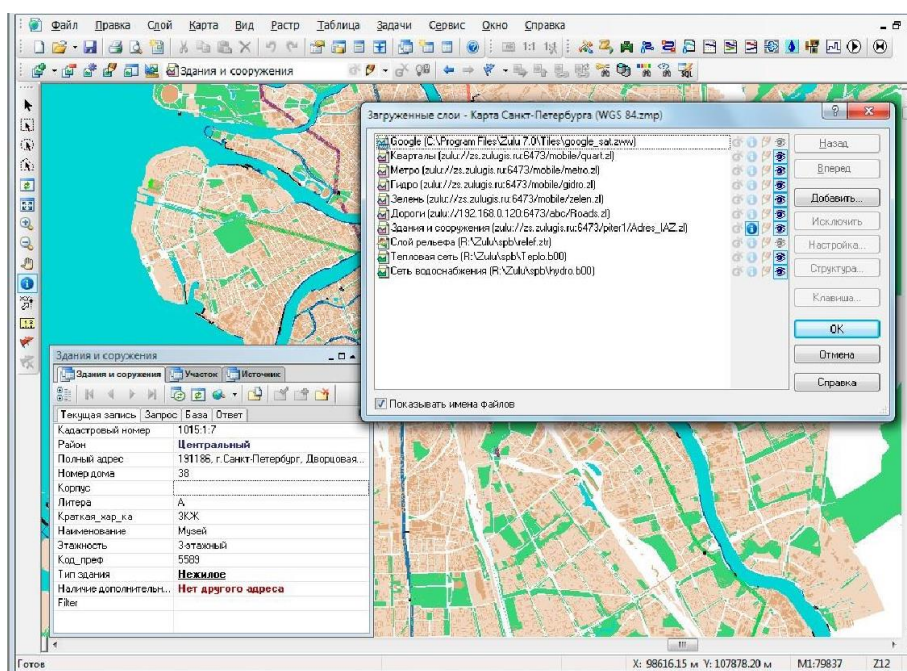 Файл Правка Слой Карта Вид Растр Таблица Задачи Сервис Окно Справка
1:1
Здания и сооружения
Загруженные слои - Карта Санкт-Петербурга (WGS 84.zmp)
Google (C:\Program Files\Zulu 7.0\Tiles\google_sat.zww)
Кварталы (zulu://zs.zulugis.ru:6473/mobile/quart.zl)
Метро (zulu://zs.zulugis.ru:6473/mobile/metro.zl)
Гидро (zulu://zs.zulugis.ru:6473/mobile/gidro.zl)
Зелень (zulu://zs.zulugis.ru:6473/mobile/zelen.zl)
Дороги (zulu://192.168.0.120:6473/abc/Roads.zl)
Здания и сооружения (zulu://zs.zulugis.ru:6473/piter1/Adres_IAZ.zl)
Слой рельефа (R:\Zulu\spb\relef.ztr)
Тепловая сеть (R:\Zulu\spb\Teplo.b00)
Сеть водоснабжения (R:\Zulu\spb\hydro.b00)
Назад
Вперед
Добавить...
Исключить
Настройка...
Структура...
Клавиша...
OK
Отмена
Справка
Показывать имена файлов
Здания и соружения
Здания и соружения Участок Источник
Текущая запись Запрос База Ответ
Кадастровый номер 1015:1:7
Район Центральный
Полный адрес 191186, г.Санкт-Петербург, Дворцовая...
Номер дома 38
Корпус
Литера А
Краткая_хар_ка ЗКЖ
Наименование Музей
Этажность 3-этажный
Код_преф 5589
Тип здания Нежилое
Наличие дополнительн... Нет другого адреса
Filter
Готов X: 98616.15 м Y: 107878.20 м М1:79837 Z12